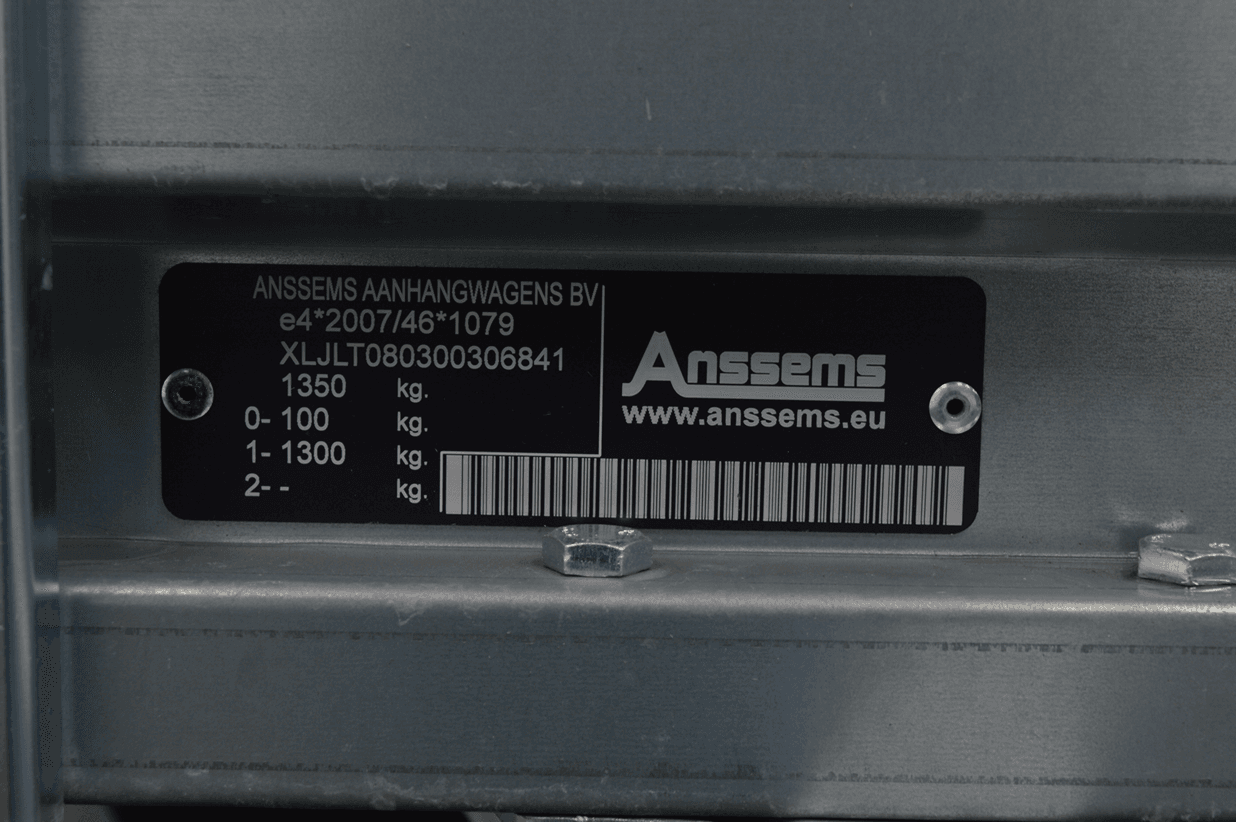 ANSSEMS AANHANGWAGENS BV
e4*2007/46*1079
XLJLT080300306841
1350 kg.
0- 100 kg.
1- 1300 kg.
2- - kg.
Anssems
www.anssems.eu